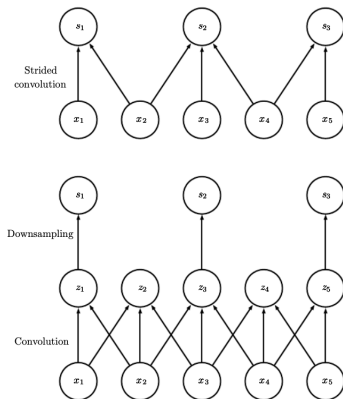 s₁ s₂ s₃
Strided
convolution
x₁ x₂ x₃ x₄ x₅
s₁ s₂ s₃
Downsampling
z₁ z₂ z₃ z₄ z₅
Convolution
x₁ x₂ x₃ x₄ x₅